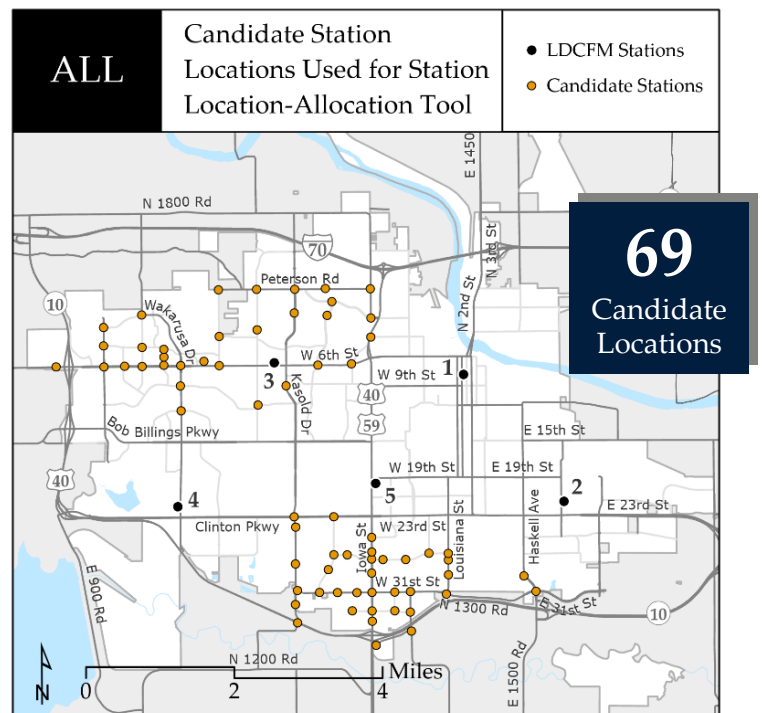 ALL
Candidate Station
Locations Used for Station
Location-Allocation Tool
LDCFM Stations
Candidate Stations
69
Candidate
Locations
E 1450
N 1800 Rd
N 3rd St
70
Peterson Rd
10
Wakarusa Dr
N 2nd St
W 6th St
3
1
W 9th St
Kasold Dr
40
59
Bob Billings Pkwy
E 15th St
W 19th St
E 19th St
40
4
5
2
Louisiana St
Haskell Ave
E 23rd St
Clinton Pkwy
Iowa St
W 23rd St
E 900 Rd
W 31st St
N 1300 Rd
E 31st St
10
N 1200 Rd
E 1500 Rd
N
Miles
0
2
4